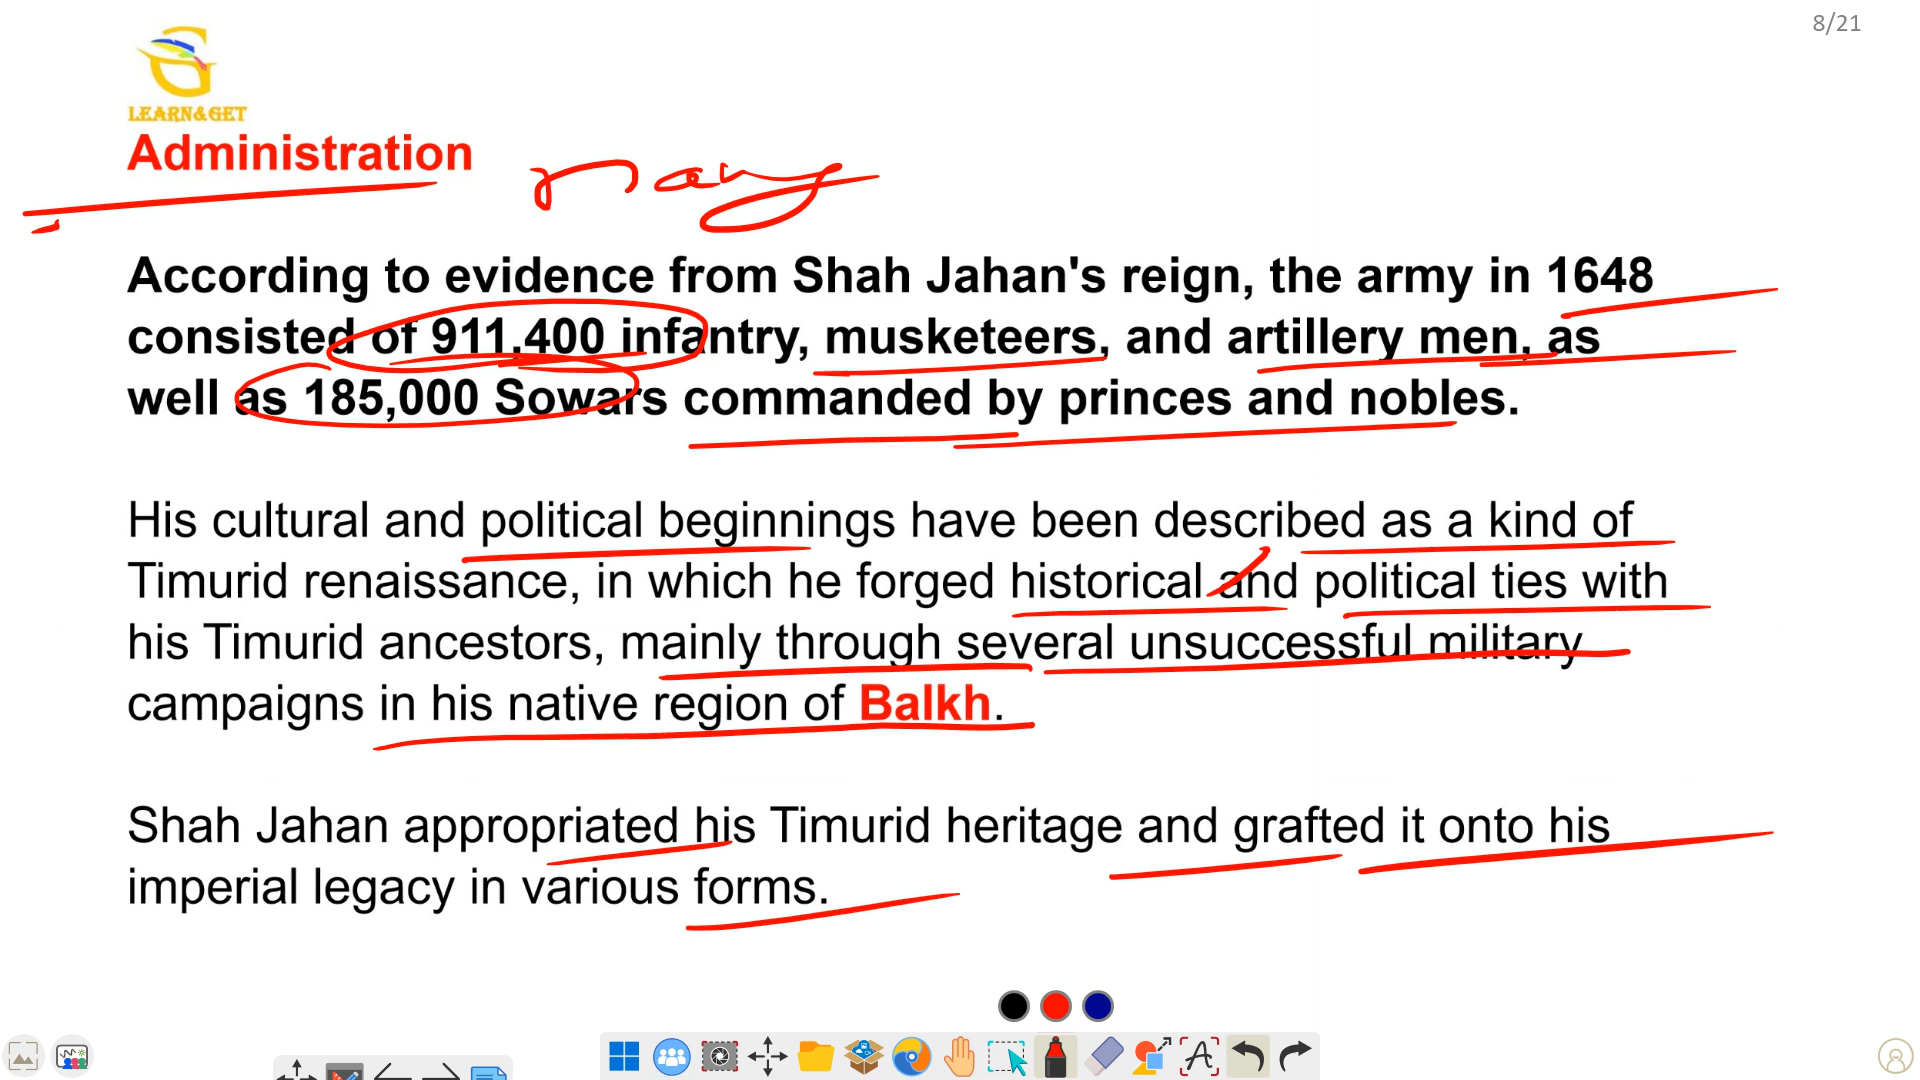 8/21
LEARN&GET
Administration
According to evidence from Shah Jahan's reign, the army in 1648
consisted of 911,400 infantry, musketeers, and artillery men, as
well as 185,000 Sowars commanded by princes and nobles.
His cultural and political beginnings have been described as a kind of
Timurid renaissance, in which he forged historical and political ties with
his Timurid ancestors, mainly through several unsuccessful military
campaigns in his native region of Balkh.
Shah Jahan appropriated his Timurid heritage and grafted it onto his
imperial legacy in various forms.